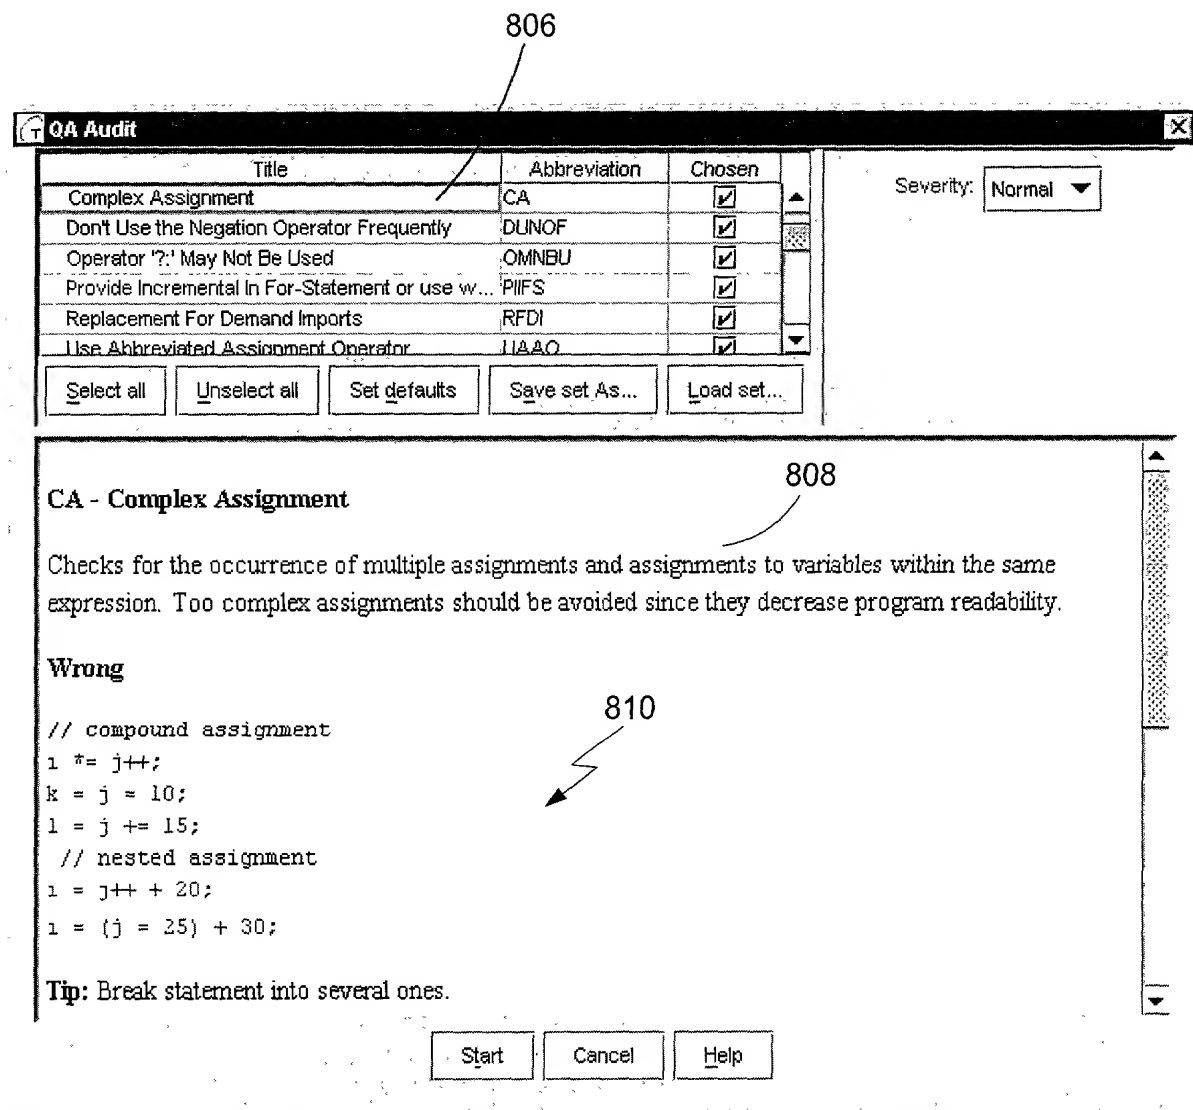 806
QA Audit
Title Abbreviation Chosen
Complex Assignment CA
Don't Use the Negation Operator Frequently DUNOF
Operator '?:' May Not Be Used OMNBU
Provide Incremental In For-Statement or use w... PIIFS
Replacement For Demand Imports RFDI
Use Abbreviated Assignment Operator UAAO
Severity: Normal
Select all Unselect all Set defaults Save set As... Load set...
808
CA - Complex Assignment
Checks for the occurrence of multiple assignments and assignments to variables within the same
expression. Too complex assignments should be avoided since they decrease program readability.
Wrong
810
// compound assignment
i *= j++;
k = j = 10;
l = j += 15;
// nested assignment
i = j++ + 20;
i = (j = 25) + 30;
Tip: Break statement into several ones.
Start Cancel Help